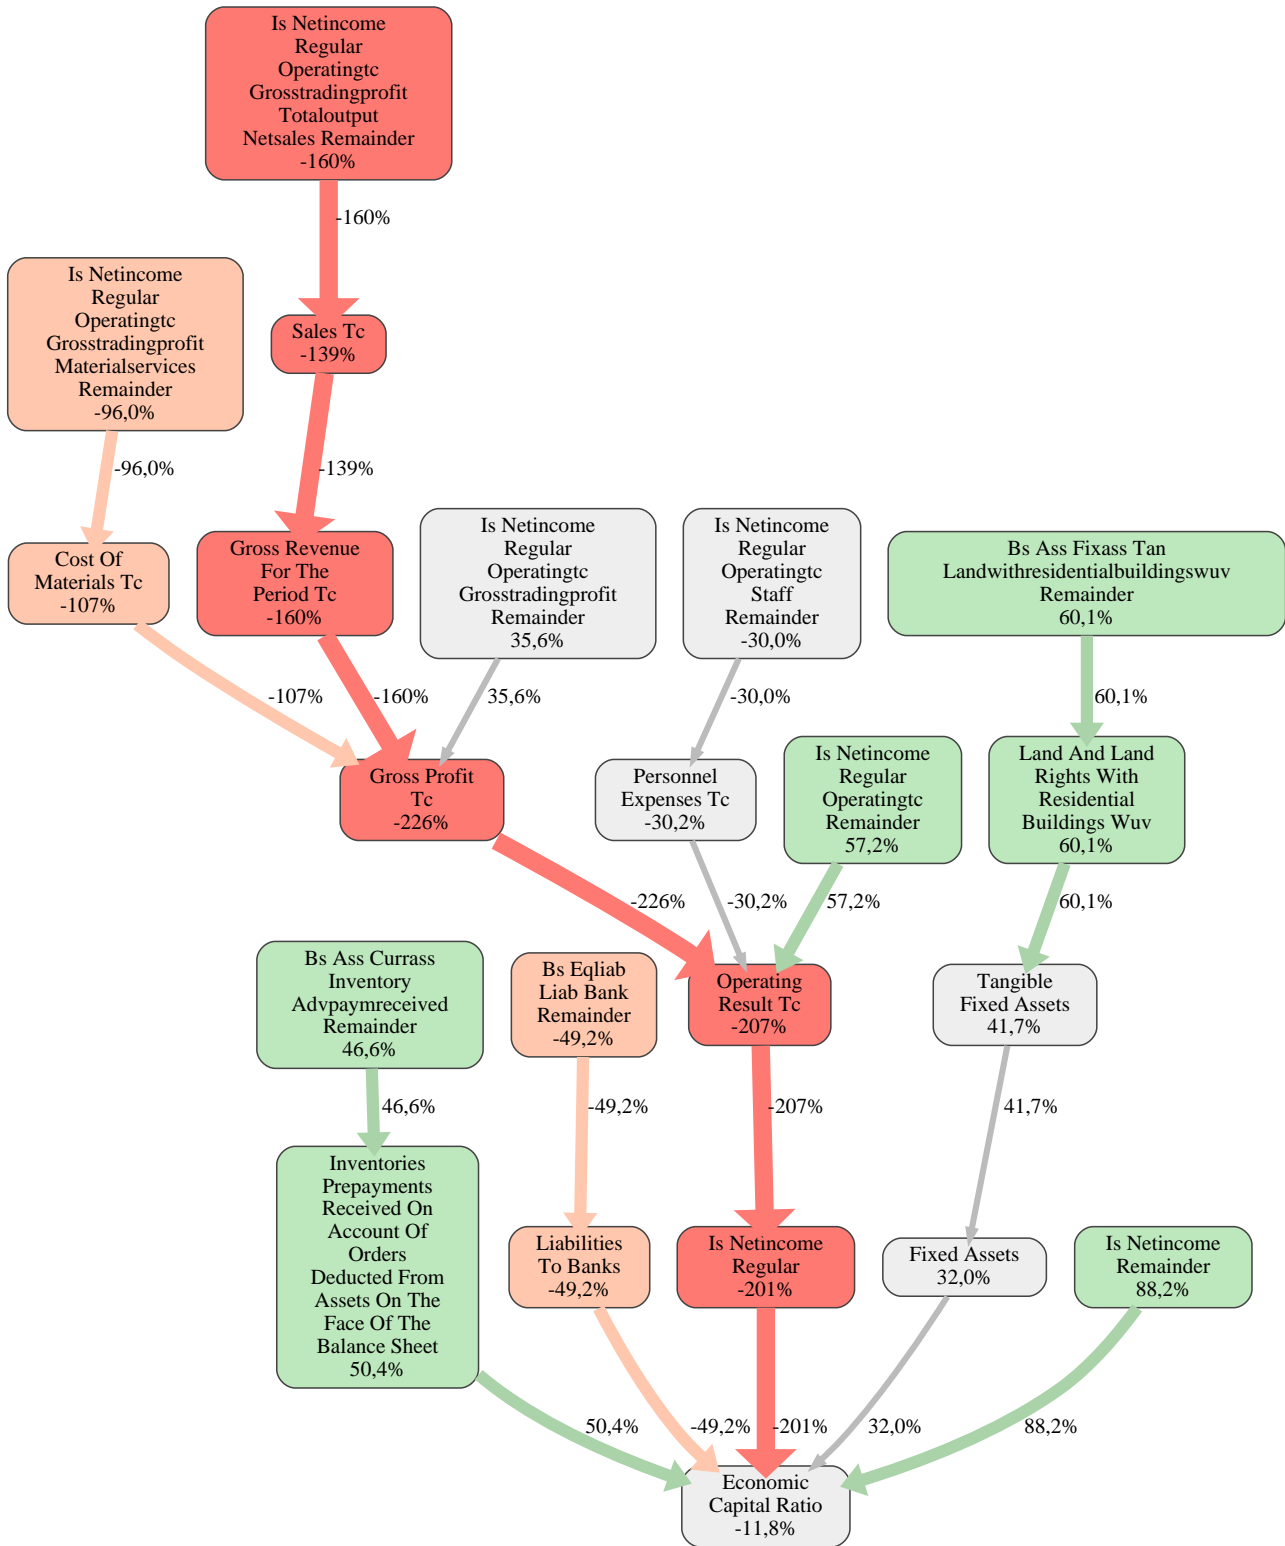 Is Netincome
Regular
Operatingtc
Grosstradingprofit
Totaloutput
Netsales Remainder
-160%
-160%
Is Netincome
Regular
Operatingtc
Grosstradingprofit
Materialservices
Remainder
-96,0%
Sales Tc
-139%
-96,0%
-139%
Cost Of
Materials Tc
-107%
Gross Revenue
For The
Period Tc
-160%
Is Netincome
Regular
Operatingtc
Grosstradingprofit
Remainder
35,6%
Is Netincome
Regular
Operatingtc
Staff
Remainder
-30,0%
Bs Ass Fixass Tan
Landwithresidentialbuildingswuv
Remainder
60,1%
-107%
-160%
35,6%
-30,0%
60,1%
Gross Profit
Tc
-226%
Personnel
Expenses Tc
-30,2%
Is Netincome
Regular
Operatingtc
Remainder
57,2%
Land And Land
Rights With
Residential
Buildings Wuv
60,1%
-226%
-30,2%
57,2%
60,1%
Bs Ass Currass
Inventory
Advpaymreceived
Remainder
46,6%
Bs Eqliab
Liab Bank
Remainder
-49,2%
Operating
Result Tc
-207%
Tangible
Fixed Assets
41,7%
46,6%
-49,2%
-207%
41,7%
Inventories
Prepayments
Received On
Account Of
Orders
Deducted From
Assets On The
Face Of The
Balance Sheet
50,4%
Liabilities
To Banks
-49,2%
Is Netincome
Regular
-201%
Fixed Assets
32,0%
Is Netincome
Remainder
88,2%
50,4%
-49,2%
-201%
32,0%
88,2%
Economic
Capital Ratio
-11,8%